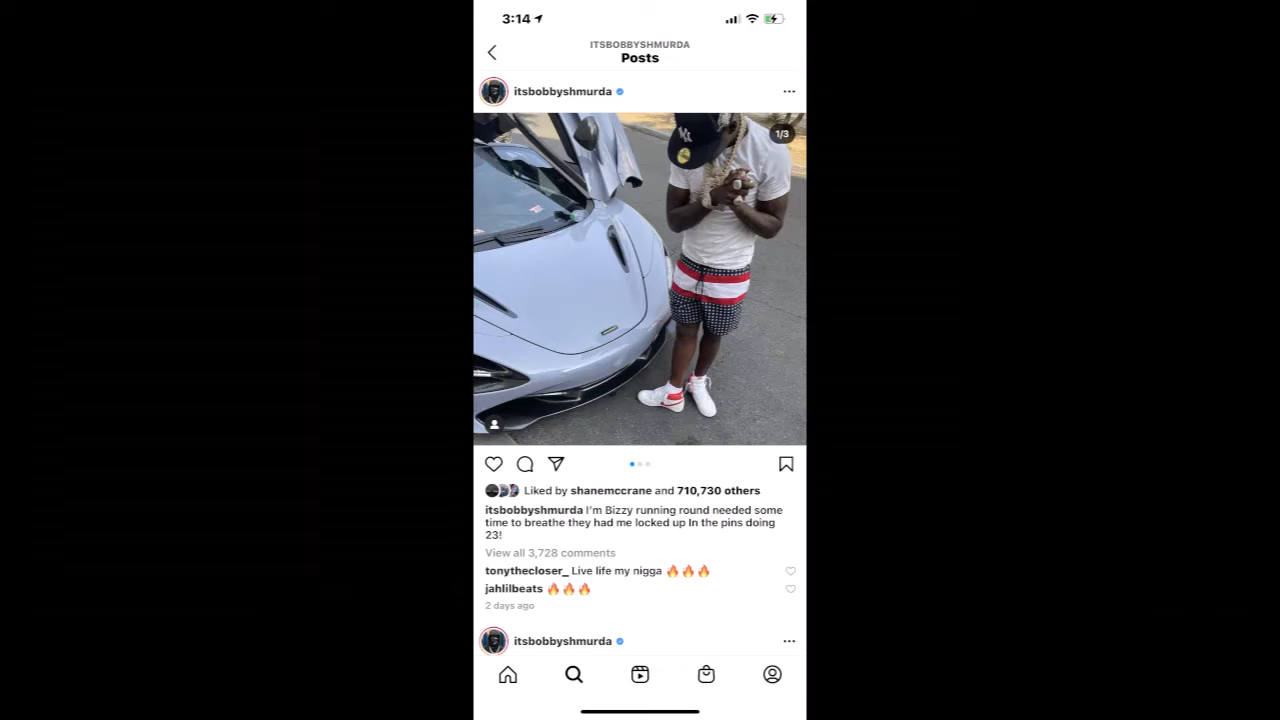 3:14
ITSBOBBYSHMURDA
Posts
itsbobbyshmurda
1/3
NY
Liked by shanemccrane and 710,730 others
itsbobbyshmurda I'm Bizzy running round needed some
time to breathe they had me locked up In the pins doing
23!
View all 3,728 comments
tonythecloser_ Live life my nigga 🔥🔥🔥
jahlilbeats 🔥🔥🔥
2 days ago
itsbobbyshmurda